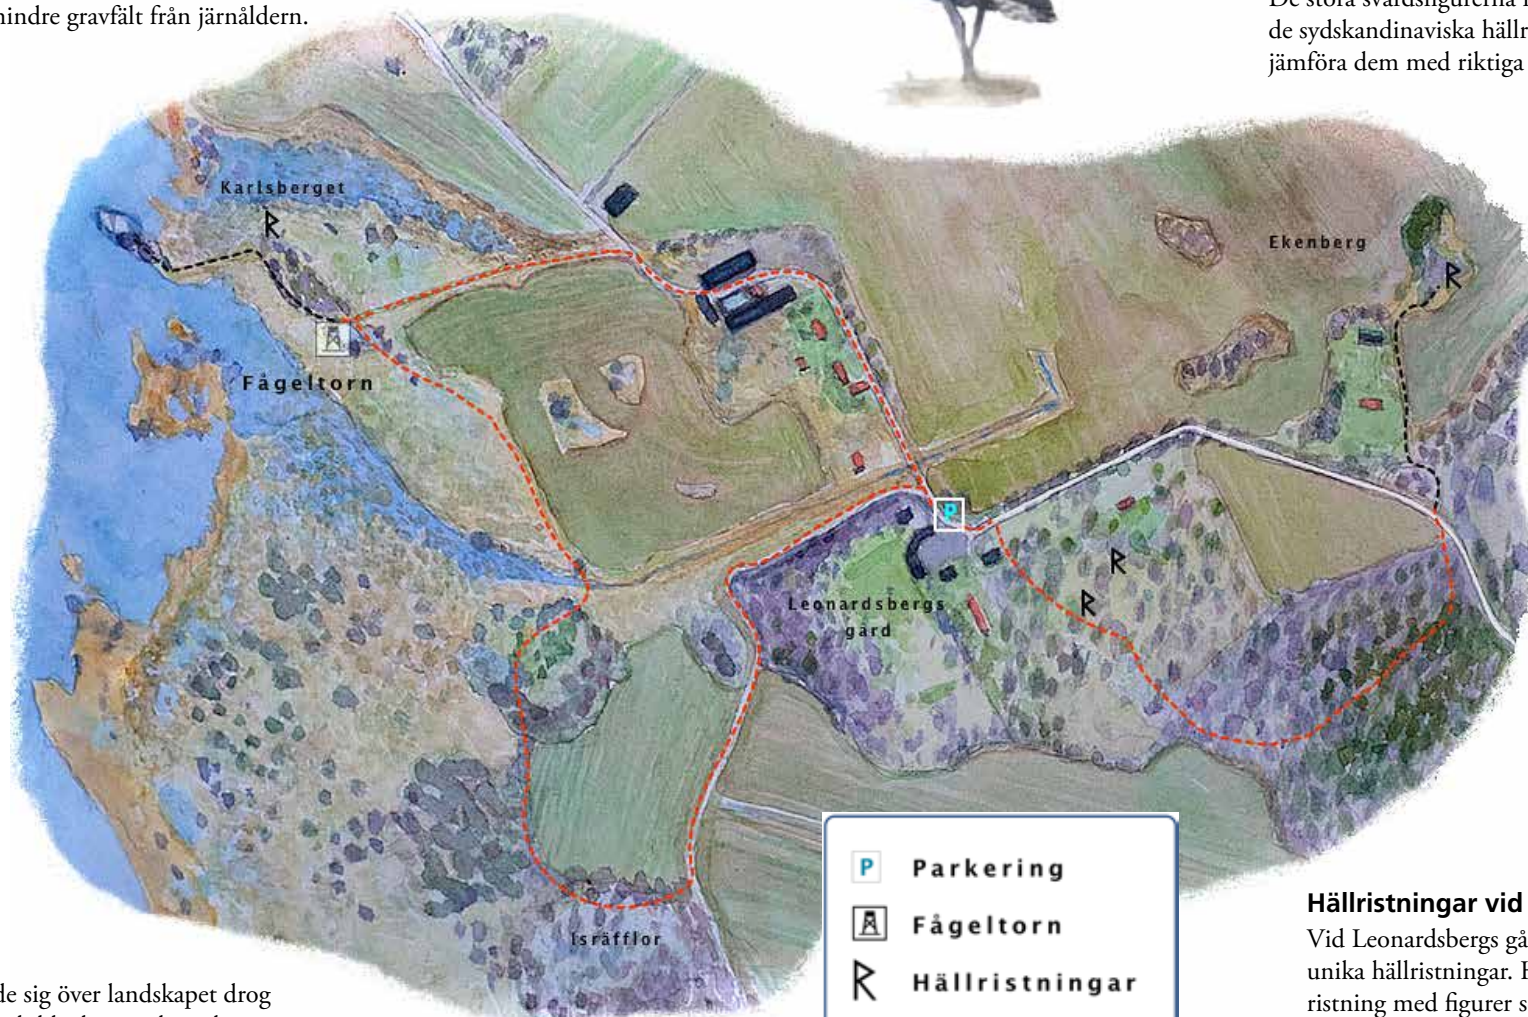 mindre gravfält från järnåldern.
de sydskandinaviska hällr
jämföra dem med riktiga
Karlsberget
R
Ekenberg
R
Fågeltorn
P
R
R
Leonardsbergs
gård
Isräfflor
P Parkering
Fågeltorn
R Hällristningar
Hällristningar vid
Vid Leonardsbergs gå
unika hällristningar.
ristning med figurer s
de sig över landskapet drog